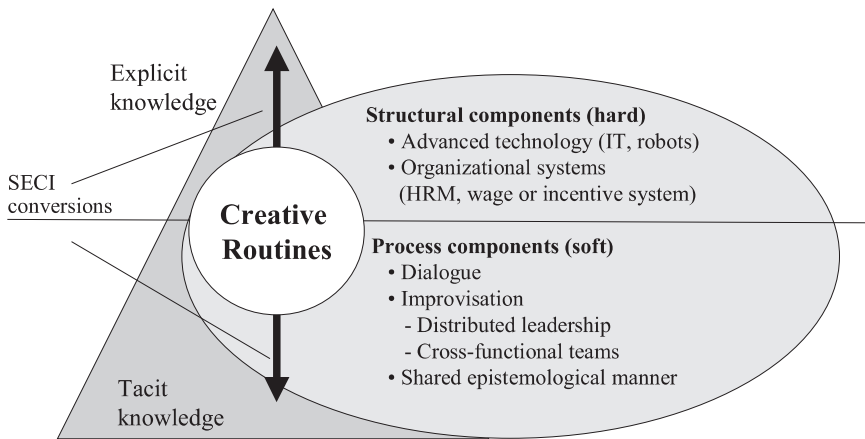 Explicit
knowledge
SECI
conversions
Creative
Routines
Structural components (hard)
• Advanced technology (IT, robots)
• Organizational systems
(HRM, wage or incentive system)
Process components (soft)
• Dialogue
• Improvisation
- Distributed leadership
- Cross-functional teams
• Shared epistemological manner
Tacit
knowledge